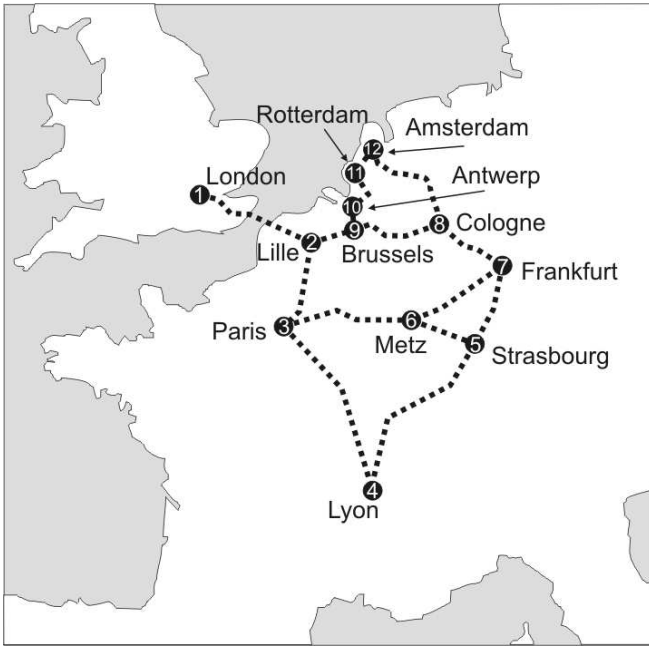 Rotterdam
12
Amsterdam
11
Antwerp
London
1
10
8
Cologne
9
2
Lille
Brussels
7
Frankfurt
Paris
3
6
Metz
5
Strasbourg
4
Lyon